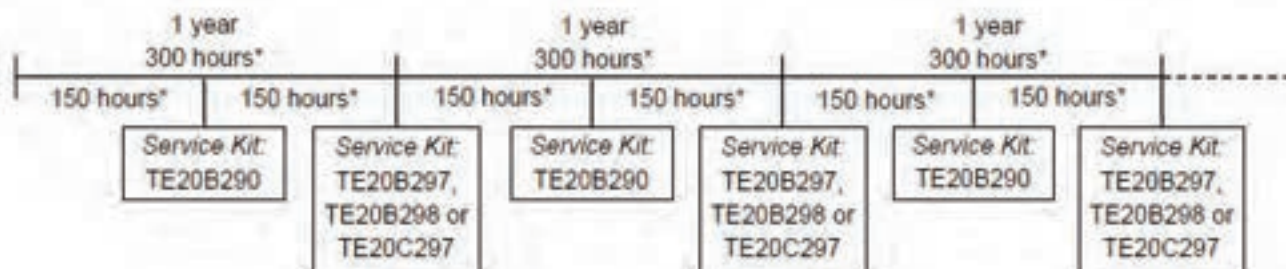 1 year
300 hours*
1 year
300 hours*
1 year
300 hours*
150 hours*
150 hours*
150 hours*
150 hours*
150 hours*
150 hours*
Service Kit:
TE20B290
Service Kit:
TE20B297,
TE20B298 or
TE20C297
Service Kit:
TE20B290
Service Kit:
TE20B297,
TE20B298 or
TE20C297
Service Kit:
TE20B290
Service Kit:
TE20B297,
TE20B298 or
TE20C297